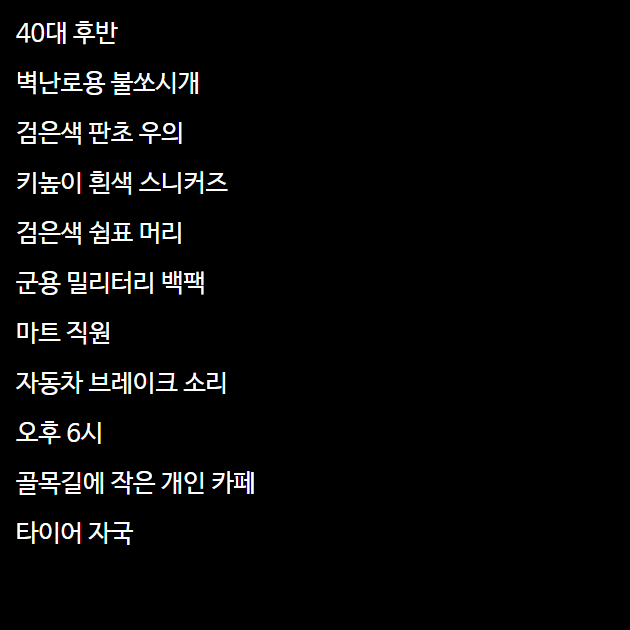 40대 후반
벽난로용 불쏘시개
검은색 판초 우의
키높이 흰색 스니커즈
검은색 쉼표 머리
군용 밀리터리 백팩
마트 직원
자동차 브레이크 소리
오후 6시
골목길에 작은 개인 카페
타이어 자국